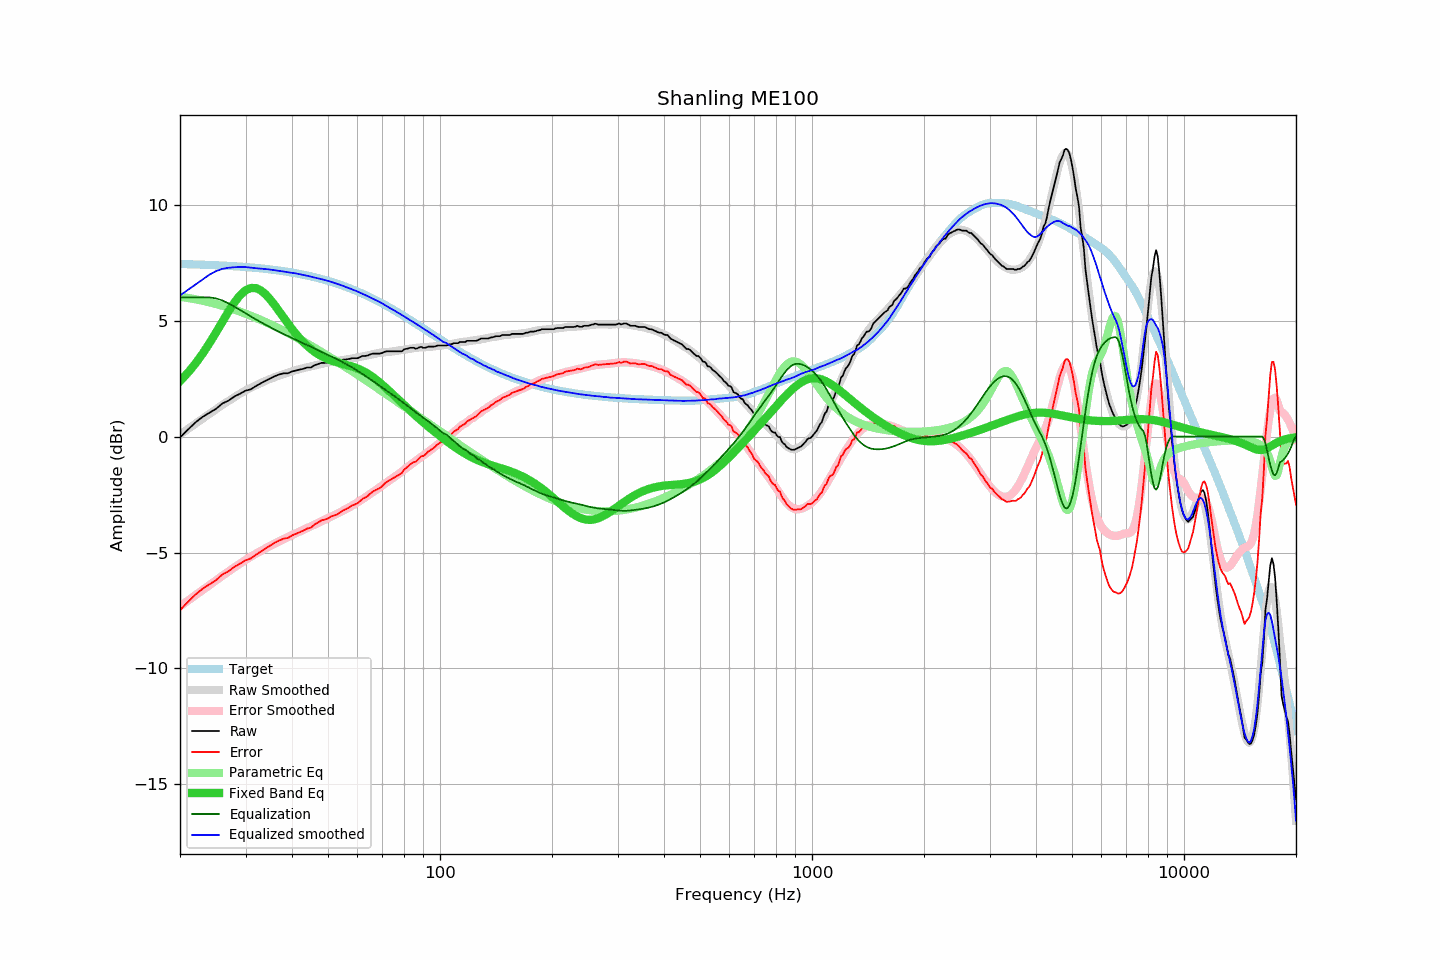 Shanling ME100
Amplitude (dBr)
10
5
0
−5
−10
−15
Target
Raw Smoothed
Error Smoothed
Raw
Error
Parametric Eq
Fixed Band Eq
Equalization
Equalized smoothed
100
1000
10000
Frequency (Hz)